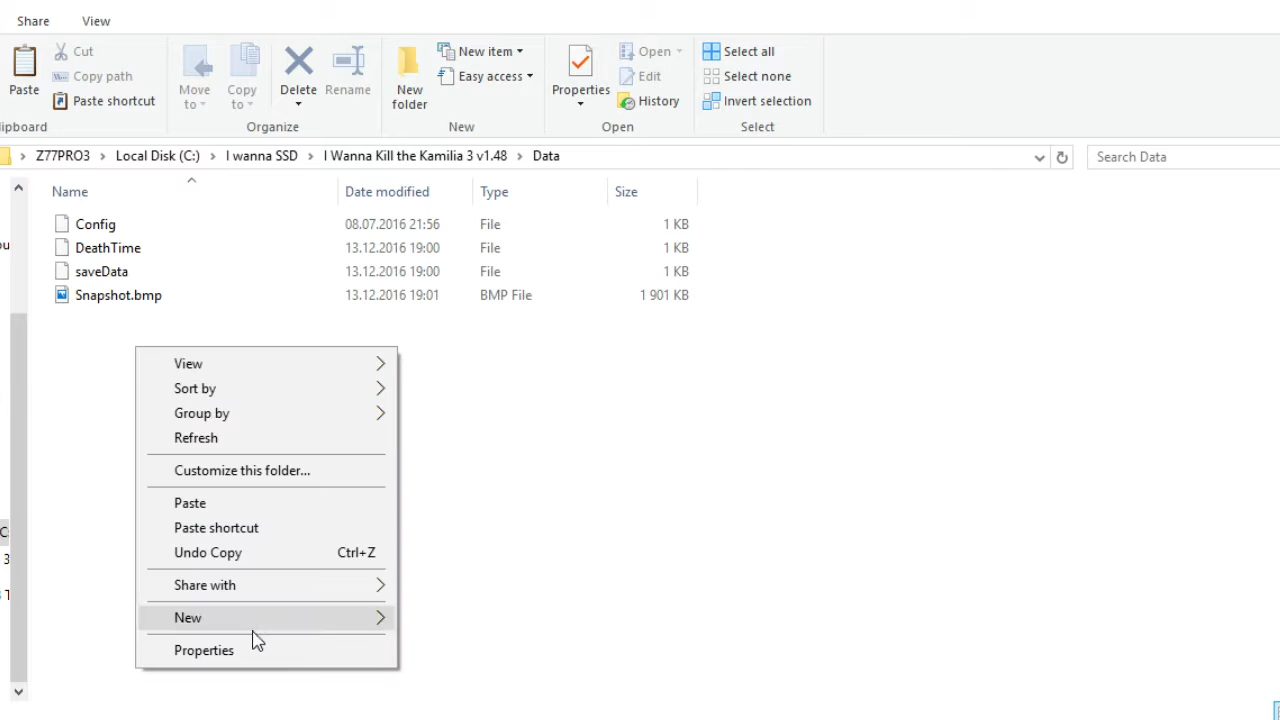 Share View
Paste
Cut
Copy path
Paste shortcut
Move to
Copy to
Delete
Rename
New folder
New item
Easy access
Properties
Open
Edit
History
Select all
Select none
Invert selection
lipboard Organize New Open Select
Z77PRO3 Local Disk (C:) I wanna SSD I Wanna Kill the Kamilia 3 v1.48 Data
Search Data
Name Date modified Type Size
Config 08.07.2016 21:56 File 1 KB
DeathTime 13.12.2016 19:00 File 1 KB
saveData 13.12.2016 19:00 File 1 KB
Snapshot.bmp 13.12.2016 19:01 BMP File 1 901 KB
View
Sort by
Group by
Refresh
Customize this folder...
Paste
Paste shortcut
Undo Copy Ctrl+Z
Share with
New
Properties